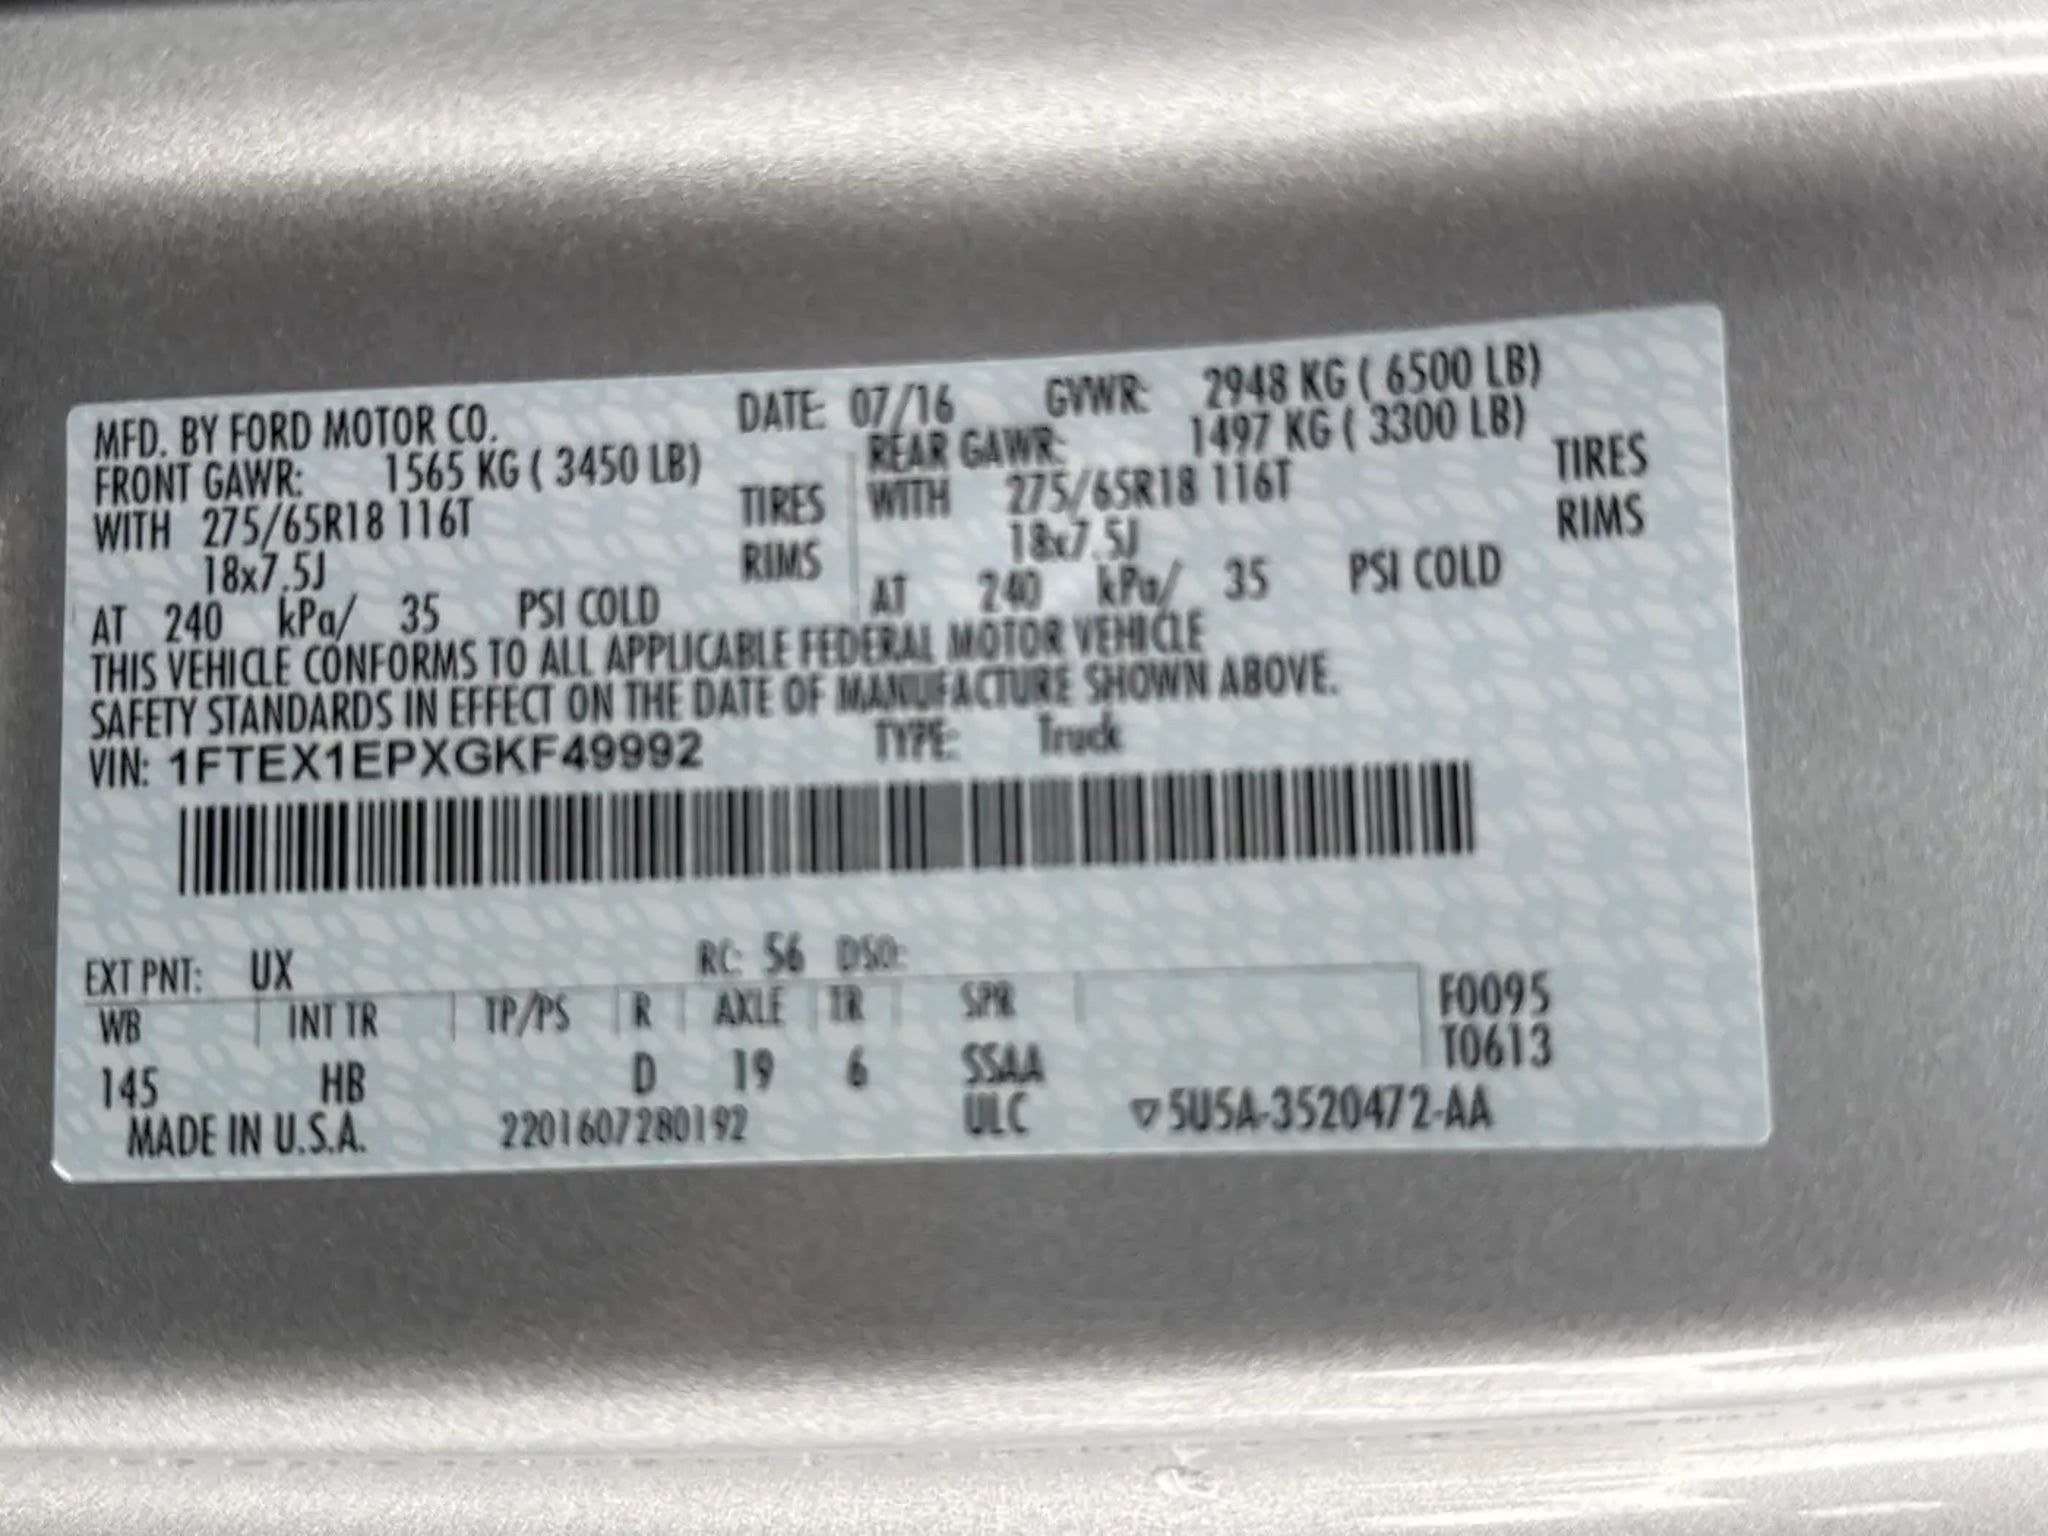 MFD. BY FORD MOTOR CO. DATE: 07/16 GVWR: 2948 KG ( 6500 LB)
FRONT GAWR: 1565 KG ( 3450 LB) REAR GAWR: 1497 KG ( 3300 LB)
WITH 275/65R18 116T TIRES WITH 275/65R18 116T TIRES
18x7.5J RIMS 18x7.5J RIMS
AT 240 kPa/ 35 PSI COLD AT 240 kPa/ 35 PSI COLD
THIS VEHICLE CONFORMS TO ALL APPLICABLE FEDERAL MOTOR VEHICLE
SAFETY STANDARDS IN EFFECT ON THE DATE OF MANUFACTURE SHOWN ABOVE.
VIN: 1FTEX1EPXGKF49992 TYPE: Truck
EXT PNT: UX RC: 56 DSO:
WB INT TR TP/PS R AXLE TR SPR F0095
145 HB D 19 6 SSAA T0613
MADE IN U.S.A. 2201607280192 ULC ▽5U5A-3520472-AA